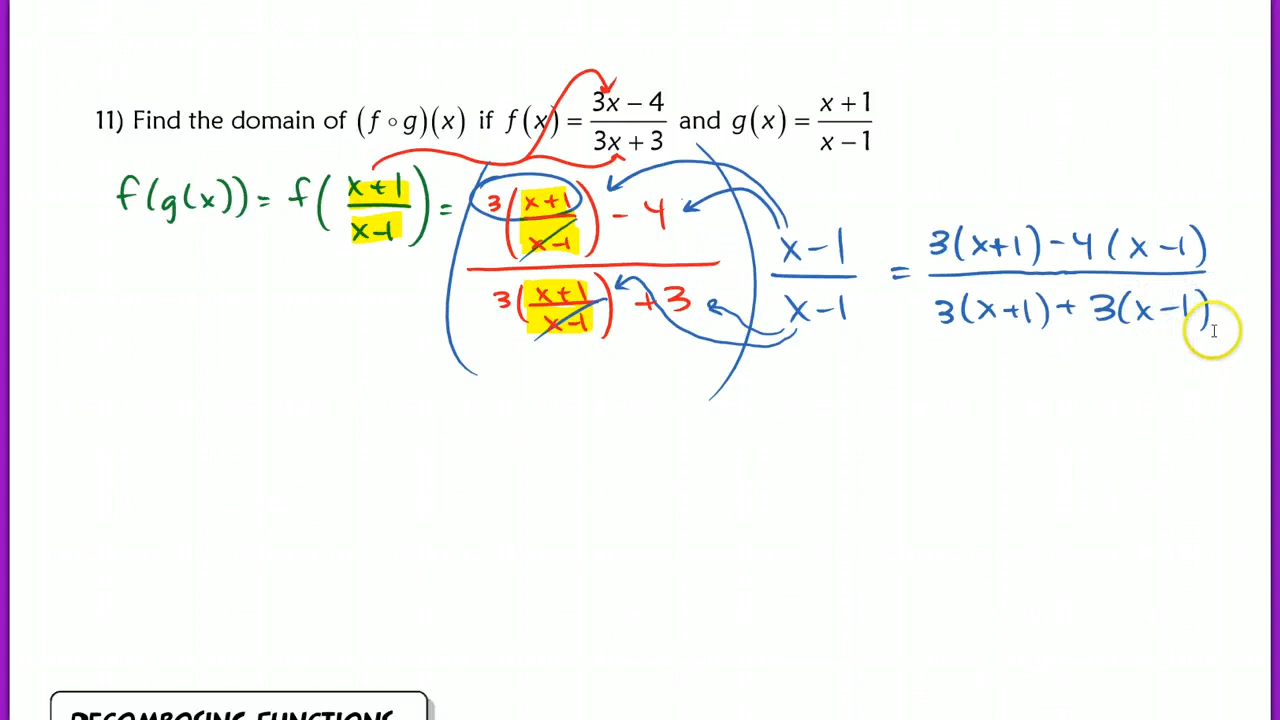 11) Find the domain of (f ∘ g)(x) if f(x) = (3x − 4)/(3x + 3) and g(x) = (x + 1)/(x − 1)
f(g(x)) = f((x+1)/(x−1)) = ((3((x+1)/(x−1)) − 4)/(3((x+1)/(x−1)) + 3)) (x−1)/(x−1) = (3(x+1) − 4(x−1))/(3(x+1) + 3(x−1))
DECOMPOSING FUNCTIONS